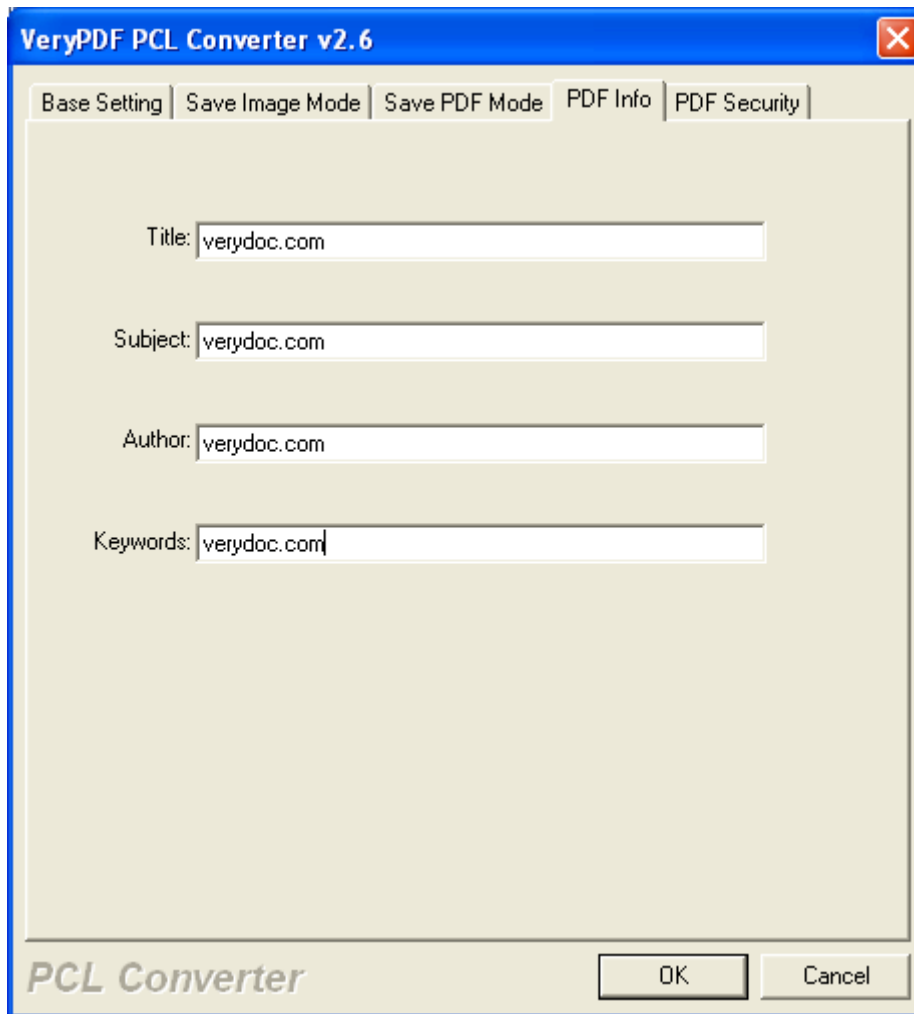 VeryPDF PCL Converter v2.6
Base Setting Save Image Mode Save PDF Mode PDF Info PDF Security
Title: verydoc.com
Subject: verydoc.com
Author: verydoc.com
Keywords: verydoc.com
PCL Converter OK Cancel